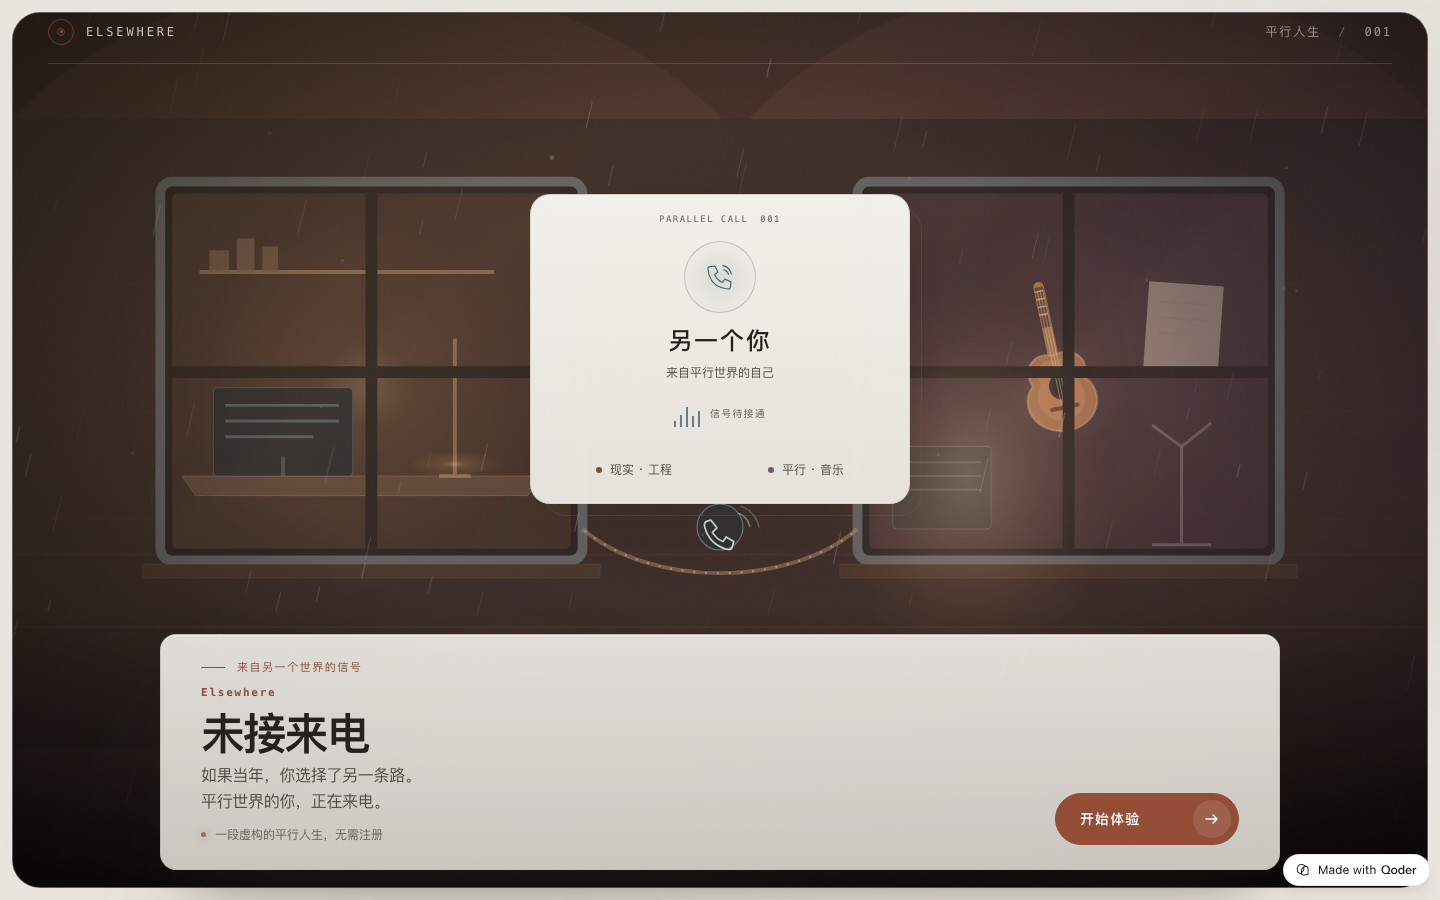 ELSEWHERE
平行人生 / 001
PARALLEL CALL 001
另一个你
来自平行世界的自己
信号待接通
现实 · 工程
平行 · 音乐
来自另一个世界的信号
Elsewhere
未接来电
如果当年，你选择了另一条路。
平行世界的你，正在来电。
一段虚构的平行人生，无需注册
开始体验
Made with Qoder